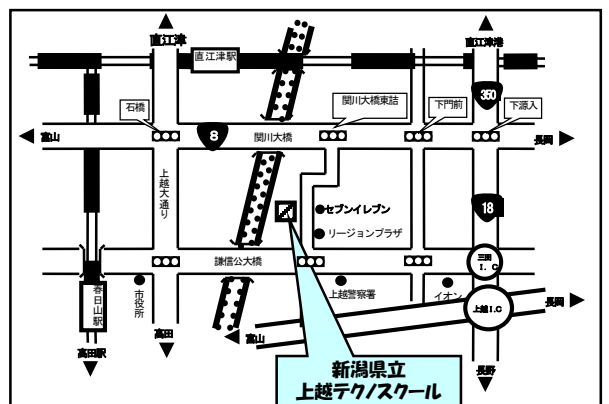 直江津
直江津港
直江津駅
350
石橋
関川大橋東詰
下門前
下源入
富山
8
関川大橋
長岡
上越大通り
18
●セブンイレブン
●リージョンプラザ
謙信公大橋
三田
I.C
春日山駅
市役所
上越警察署
イオン
上越I.C
長岡
富山
高田駅
高田
長野
新潟県立
上越テクノスクール